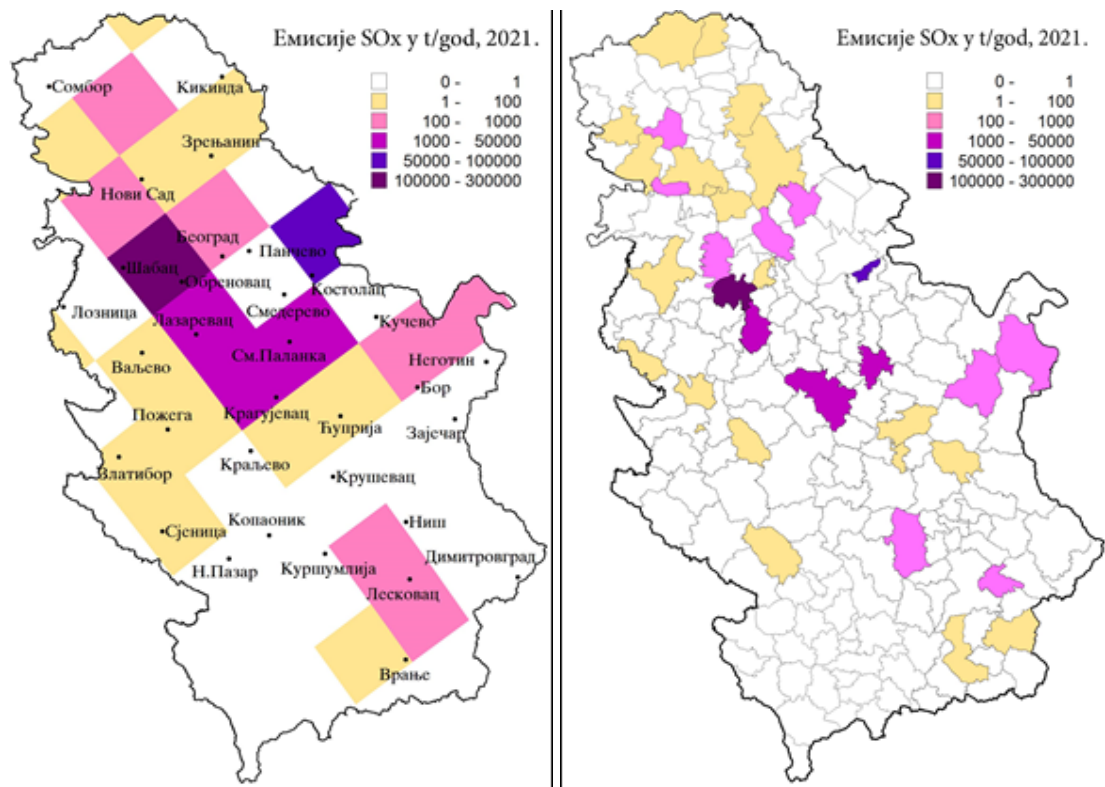 Емисије SOx у t/god, 2021.
0 - 1
1 - 100
100 - 1000
1000 - 50000
50000 - 100000
100000 - 300000
Сомбор
Кикинда
Зрењанин
Нови Сад
Београд
Панчево
Шабац
Обреновац
Костолац
Смедерево
Лозница
Лазаревац
Кучево
См.Паланка
Неготин
Ваљево
Бор
Крагујевац
Пожега
Ћуприја
Зајечар
Златибор
Краљево
Крушевац
Сјеница
Копаоник
Ниш
Н.Пазар
Куршумлија
Димитровград
Лесковац
Врање
Емисије SOx у t/god, 2021.
0 - 1
1 - 100
100 - 1000
1000 - 50000
50000 - 100000
100000 - 300000